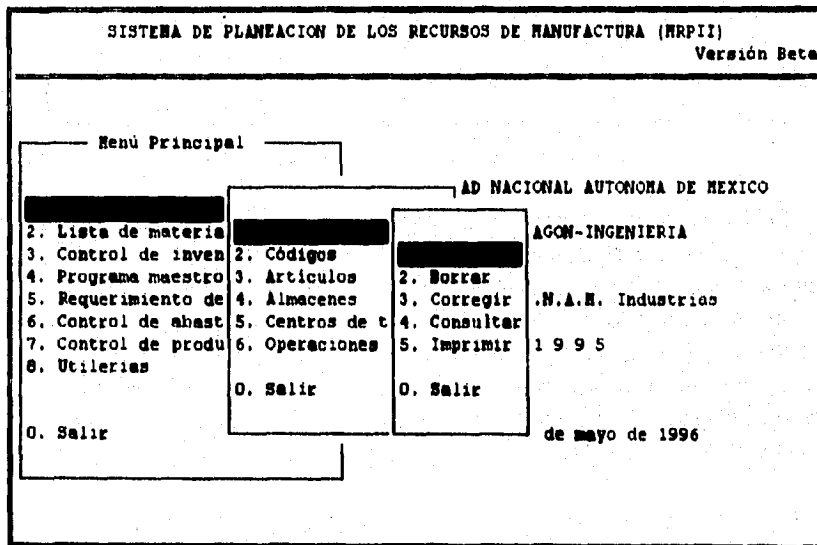 SISTEMA DE PLANEACION DE LOS RECURSOS DE MANUFACTURA (MRPII)
Versión Beta
Menú Principal
AD NACIONAL AUTONOMA DE MEXICO
AGON-INGENIERIA
.N.A.M. Industrias
1 9 9 5
de mayo de 1996
2. Lista de materia
3. Control de inven
4. Programa maestro
5. Requerimiento de
6. Control de abast
7. Control de produ
8. Utilerias
0. Salir
2. Códigos
3. Artículos
4. Almacenes
5. Centros de t
6. Operaciones
0. Salir
2. Borrar
3. Corregir
4. Consultar
5. Imprimir
0. Salir